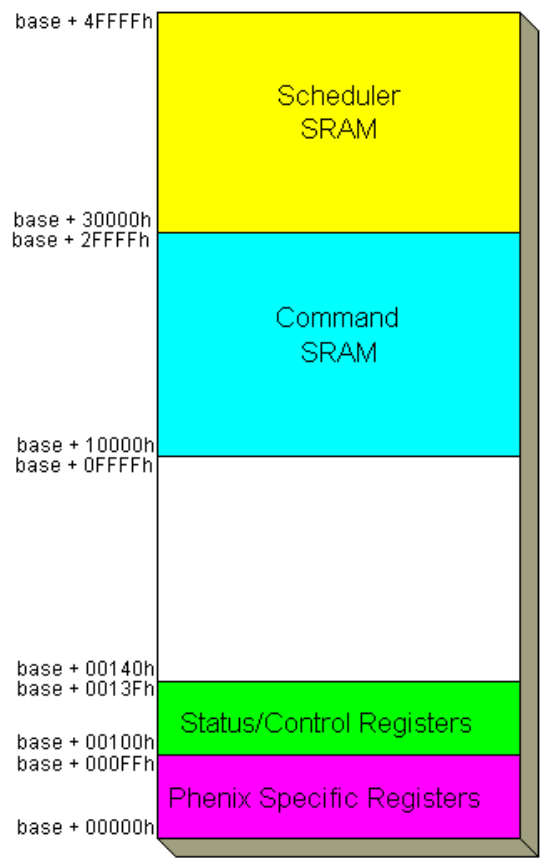 base + 4FFFFh
Scheduler
SRAM
base + 30000h
base + 2FFFFh
Command
SRAM
base + 10000h
base + 0FFFFh
base + 00140h
base + 0013Fh
Status/Control Registers
base + 00100h
base + 000FFh
Phenix Specific Registers
base + 00000h